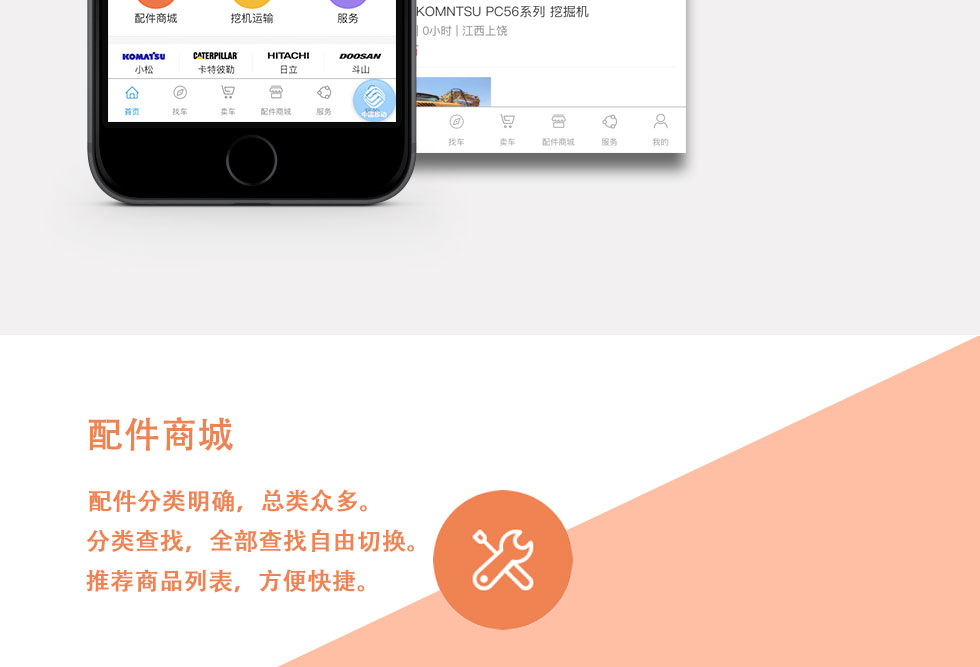 配件商城 挖机运输 服务
KOMATSU CATERPILLAR HITACHI DOOSAN
小松 卡特彼勒 日立 斗山
首页 找车 卖车 配件商城 服务 中国移动
KOMNTSU PC56系列 挖掘机
| 0小时 | 江西上饶
找车 卖车 配件商城 服务 我的
配件商城
配件分类明确，总类众多。
分类查找，全部查找自由切换。
推荐商品列表，方便快捷。